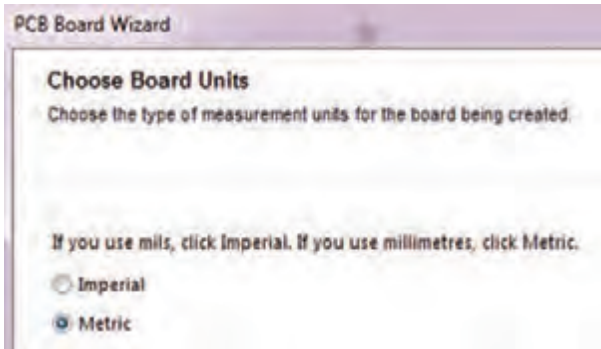 PCB Board Wizard
Choose Board Units
Choose the type of measurement units for the board being created.
If you use mils, click Imperial. If you use millimetres, click Metric.
Imperial
Metric